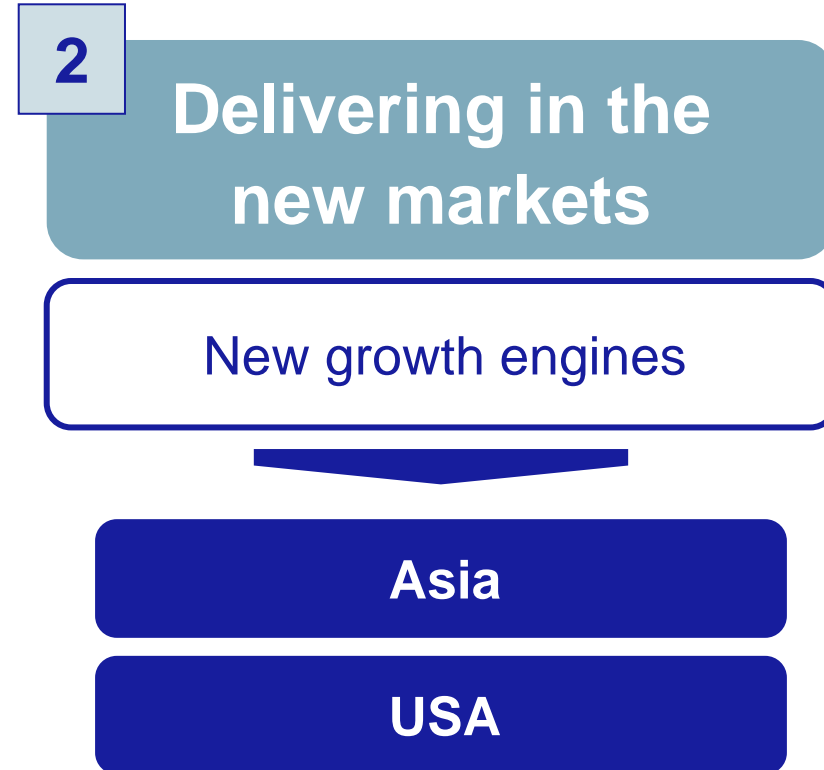 2
Delivering in the
new markets
New growth engines
Asia
USA